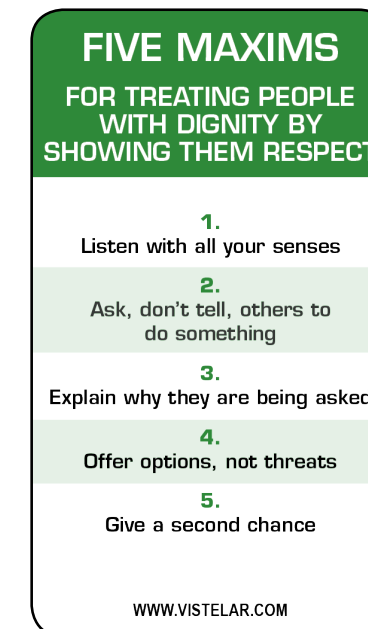 FIVE MAXIMS
FOR TREATING PEOPLE
WITH DIGNITY BY
SHOWING THEM RESPECT
1.
Listen with all your senses
2.
Ask, don't tell, others to
do something
3.
Explain why they are being asked
4.
Offer options, not threats
5.
Give a second chance
WWW.VISTELAR.COM